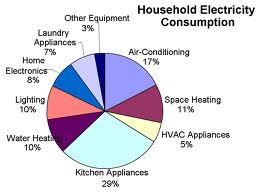 Household Electricity
Consumption
Other Equipment
3%
Laundry
Appliances
7%
Air-Conditioning
17%
Home
Electronics
8%
Lighting
10%
Space Heating
11%
Water Heating
10%
HVAC Appliances
5%
Kitchen Appliances
29%